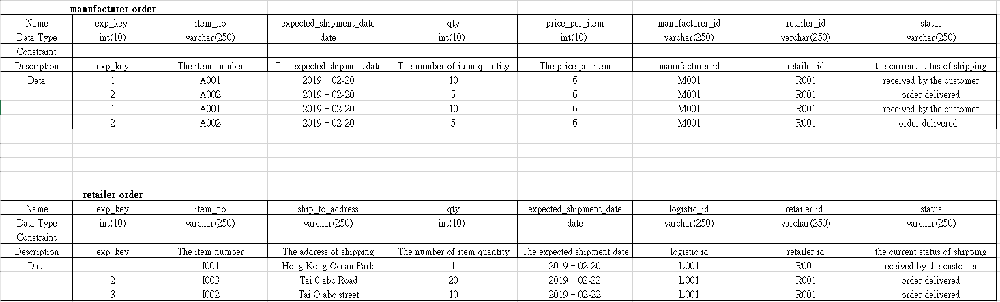 manufacturer order
Name exp_key item_no expected_shipment_date qty price_per_item manufacturer_id retailer_id status
Data Type int(10) varchar(250) date int(10) int(10) varchar(250) varchar(250) varchar(250)
Constraint
Description exp_key The item number The expected shipment date The number of item quantity The price per item manufacturer id retailer id the current status of shipping
Data 1 A001 2019 - 02-20 10 6 M001 R001 received by the customer
2 A002 2019 - 02-20 5 6 M001 R001 order delivered
1 A001 2019 - 02-20 10 6 M001 R001 received by the customer
2 A002 2019 - 02-20 5 6 M001 R001 order delivered
retailer order
Name exp_key item_no ship_to_address qty expected_shipment_date logistic_id retailer id status
Data Type int(10) varchar(250) varchar(250) int(10) date varchar(250) varchar(250) varchar(250)
Constraint
Description exp_key The item number The address of shipping The number of item quantity The expected shipment date logistic id retailer id the current status of shipping
Data 1 I001 Hong Kong Ocean Park 1 2019 - 02-20 L001 R001 received by the customer
2 I003 Tai 0 abc Road 20 2019 - 02-22 L001 R001 order delivered
3 I002 Tai O abc street 10 2019 - 02-22 L001 R001 order delivered